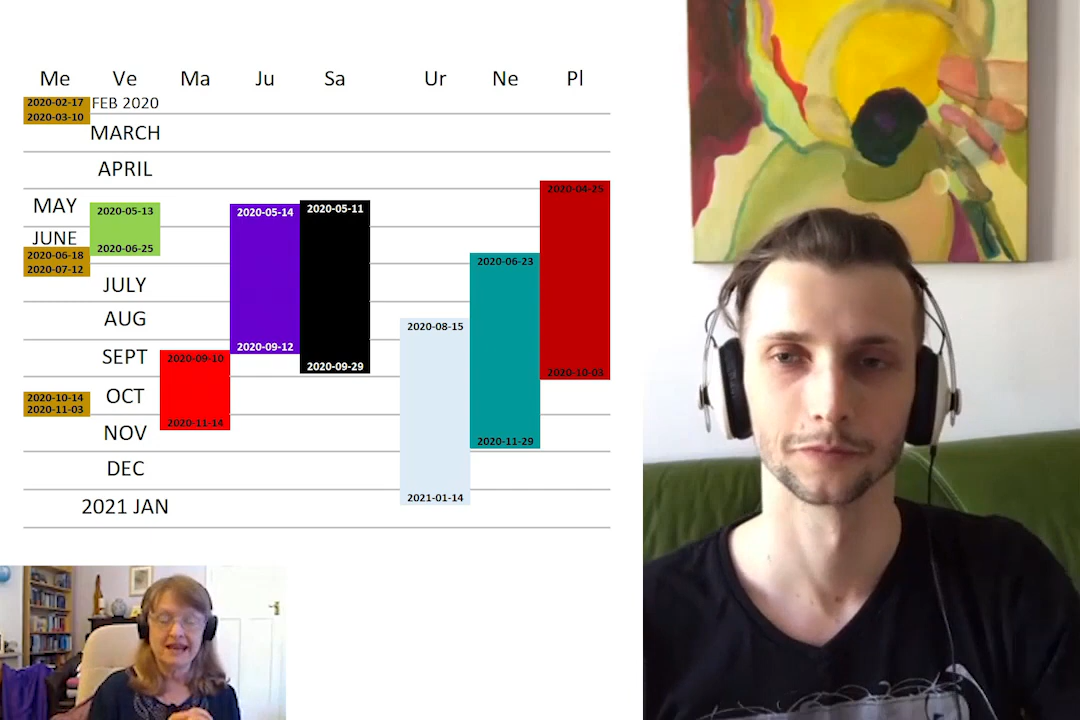 Me Ve Ma Ju Sa Ur Ne Pl
2020-02-17 FEB 2020
2020-03-10
MARCH
APRIL
2020-04-25
MAY 2020-05-13 2020-05-14 2020-05-11
JUNE 2020-06-25
2020-06-18 2020-06-23
2020-07-12
JULY
AUG 2020-08-15
2020-09-12
SEPT 2020-09-10 2020-09-29
2020-10-03
2020-10-14 OCT
2020-11-03
2020-11-14
NOV 2020-11-29
DEC
2021-01-14
2021 JAN